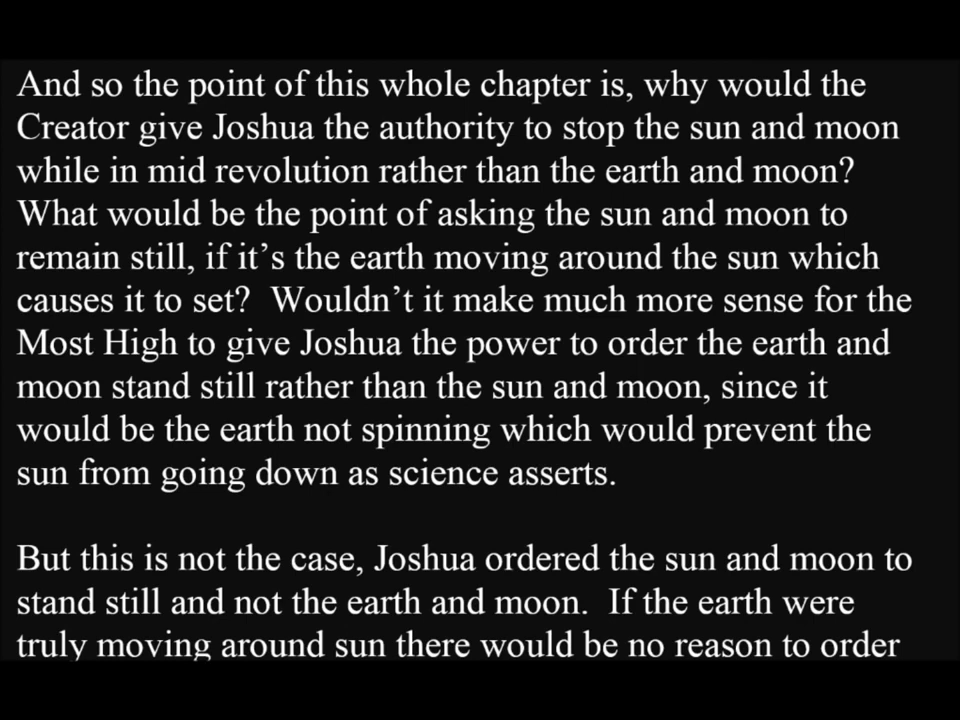 And so the point of this whole chapter is, why would the
Creator give Joshua the authority to stop the sun and moon
while in mid revolution rather than the earth and moon?
What would be the point of asking the sun and moon to
remain still, if it’s the earth moving around the sun which
causes it to set?  Wouldn’t it make much more sense for the
Most High to give Joshua the power to order the earth and
moon stand still rather than the sun and moon, since it
would be the earth not spinning which would prevent the
sun from going down as science asserts.

But this is not the case, Joshua ordered the sun and moon to
stand still and not the earth and moon.  If the earth were
truly moving around sun there would be no reason to order